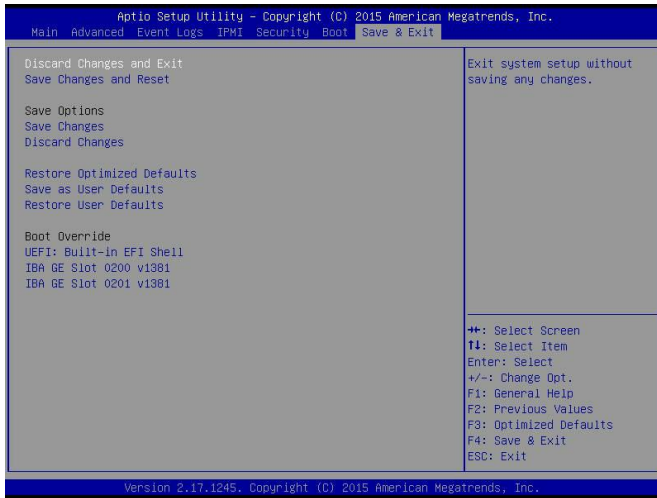 Aptio Setup Utility - Copyright (C) 2015 American Megatrends, Inc.
Main Advanced Event Logs IPMI Security Boot Save & Exit
Discard Changes and Exit
Save Changes and Reset
Save Options
Save Changes
Discard Changes
Restore Optimized Defaults
Save as User Defaults
Restore User Defaults
Boot Override
UEFI: Built-in EFI Shell
IBA GE Slot 0200 v1381
IBA GE Slot 0201 v1381
Exit system setup without
saving any changes.
→←: Select Screen
↑↓: Select Item
Enter: Select
+/-: Change Opt.
F1: General Help
F2: Previous Values
F3: Optimized Defaults
F4: Save & Exit
ESC: Exit
Version 2.17.1245. Copyright (C) 2015 American Megatrends, Inc.